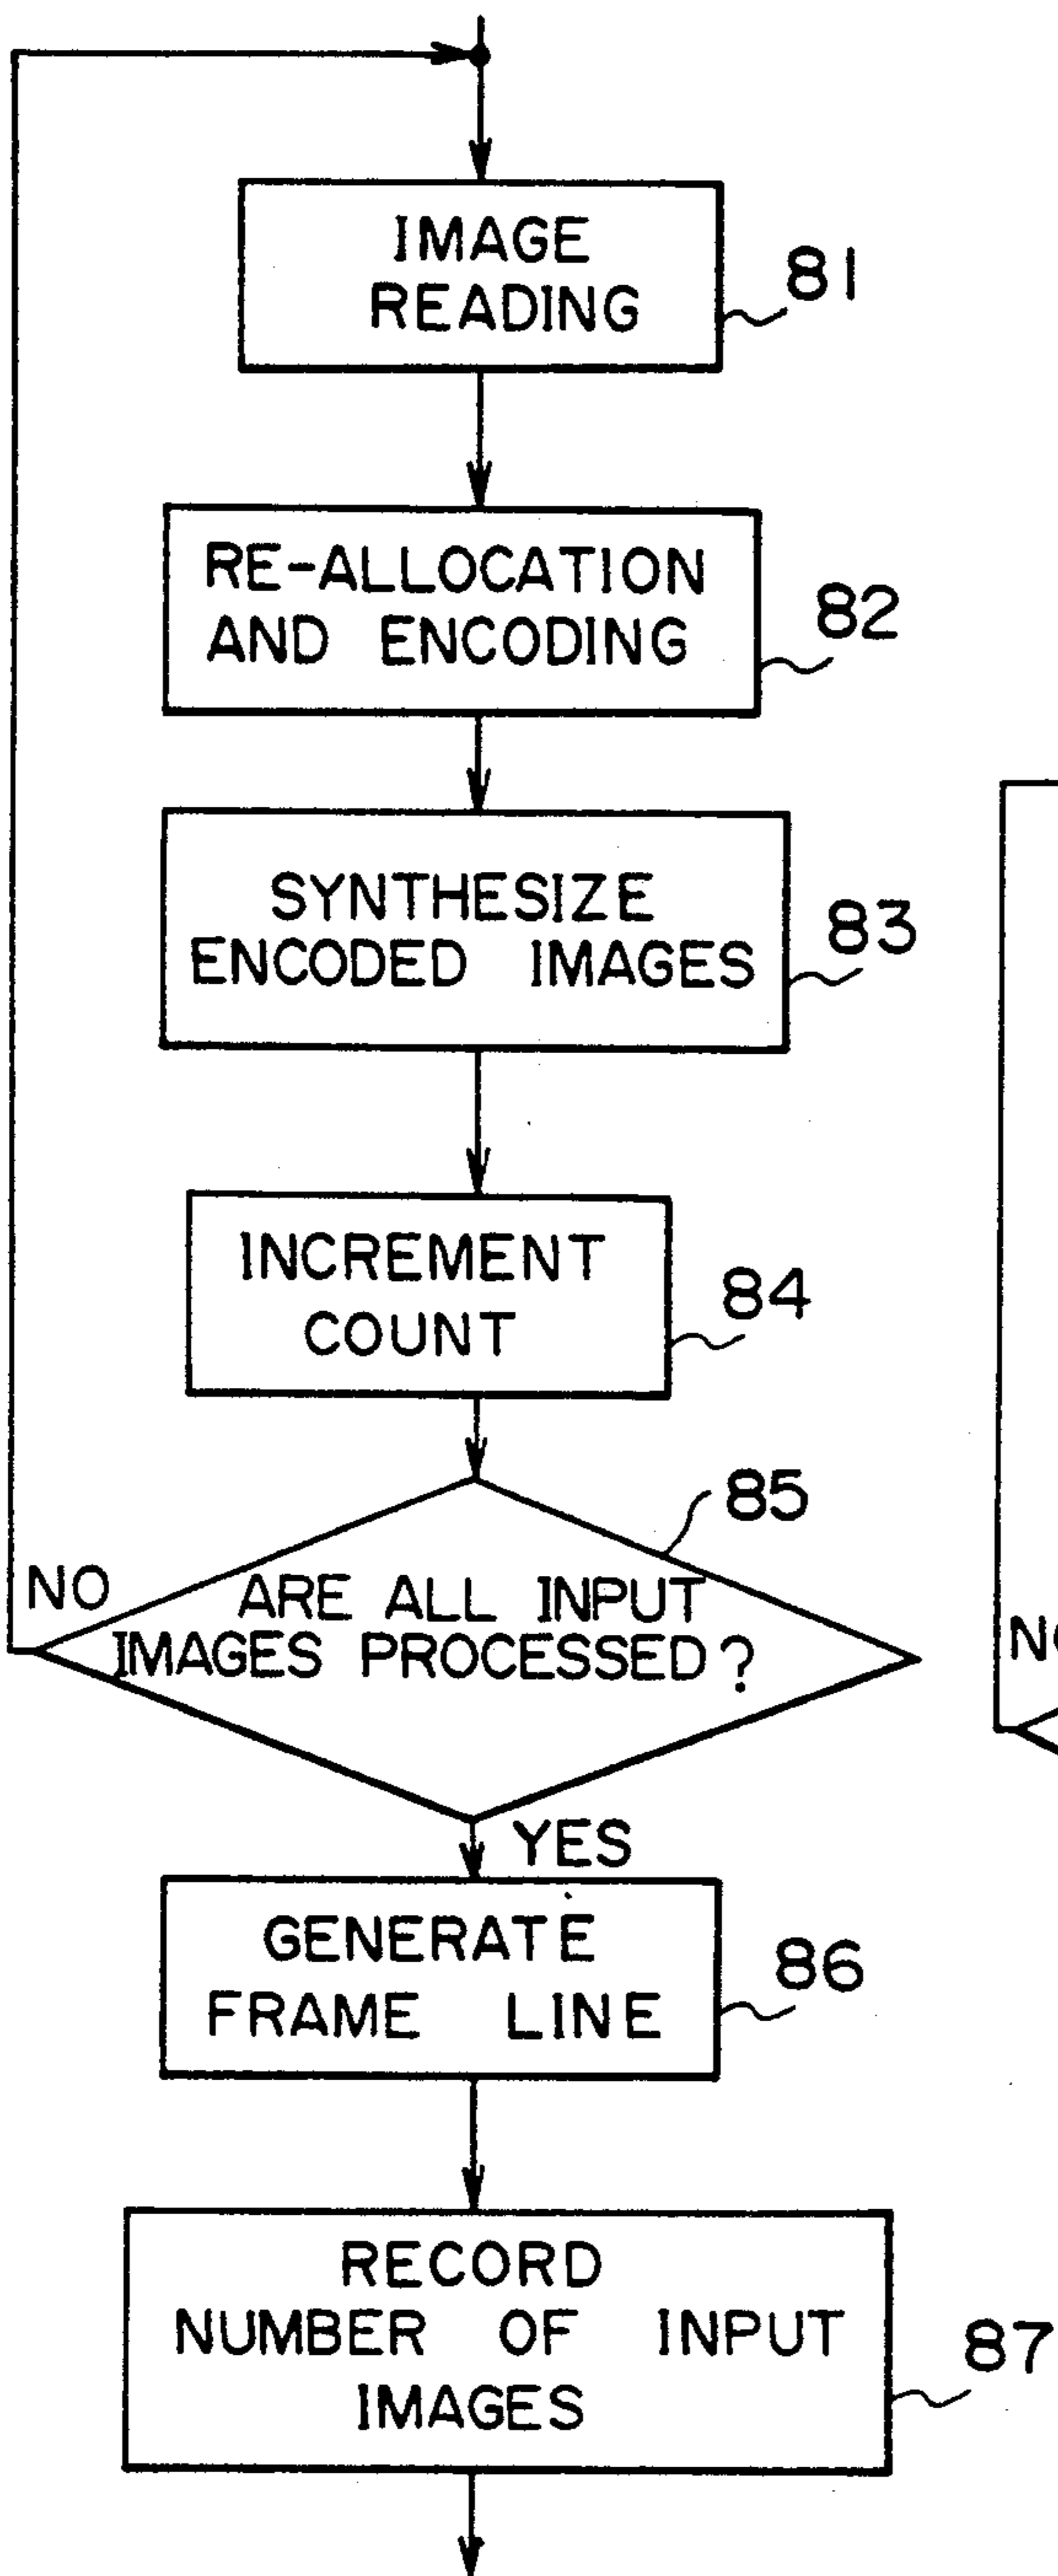 IMAGE
READING
81
RE-ALLOCATION
AND ENCODING
82
SYNTHESIZE
ENCODED IMAGES
83
INCREMENT
COUNT
84
85
NO
ARE ALL INPUT
IMAGES PROCESSED?
YES
GENERATE
FRAME LINE
86
RECORD
NUMBER OF INPUT
IMAGES
87